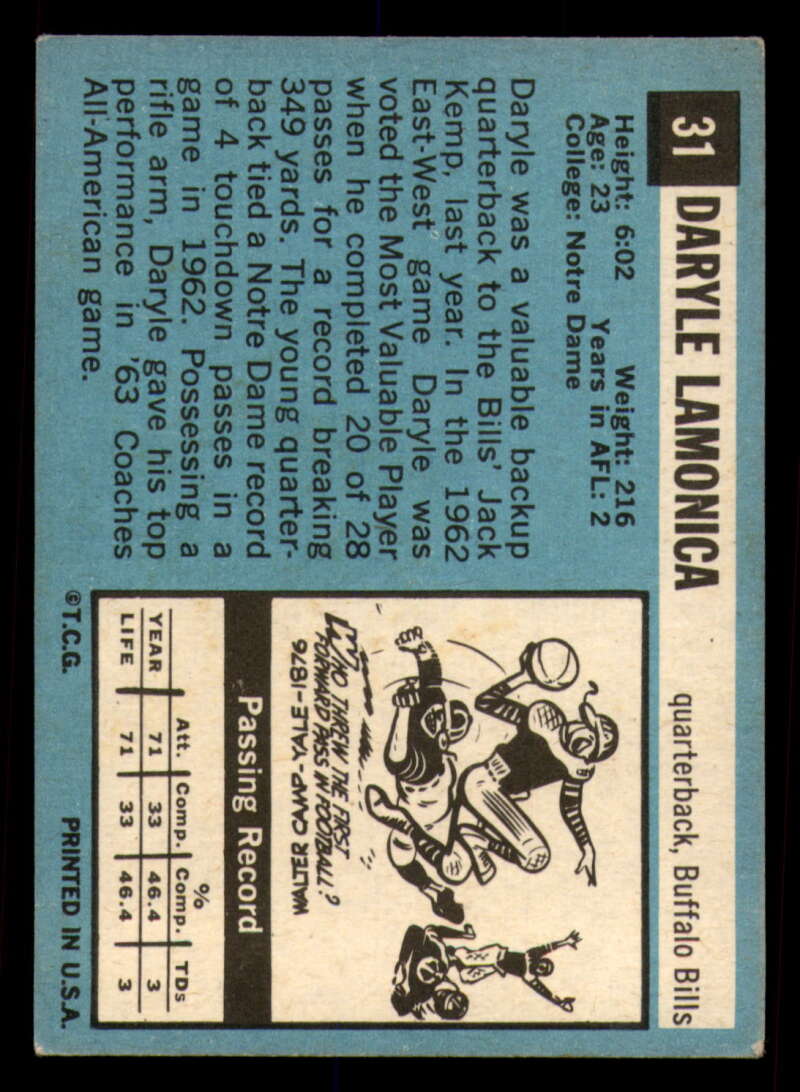 31 DARYLE LAMONICA quarterback, Buffalo Bills
Height: 6:02 Weight: 216
Age: 23 Years in AFL: 2
College: Notre Dame
Daryle was a valuable backup
quarterback to the Bills' Jack
Kemp, last year. In the 1962
East-West game Daryle was
voted the Most Valuable Player
when he completed 20 of 28
passes for a record breaking
349 yards. The young quarter-
back tied a Notre Dame record
of 4 touchdown passes in a
game in 1962. Possessing a
rifle arm, Daryle gave his top
performance in '63 Coaches
All-American game.
WHO THREW THE FIRST
FORWARD PASS IN FOOTBALL?
WALTER CAMP-YALE-1876
Passing Record
Att. Comp. % Comp. TDs
YEAR 71 33 46.4 3
LIFE 71 33 46.4 3
©T.C.G. PRINTED IN U.S.A.